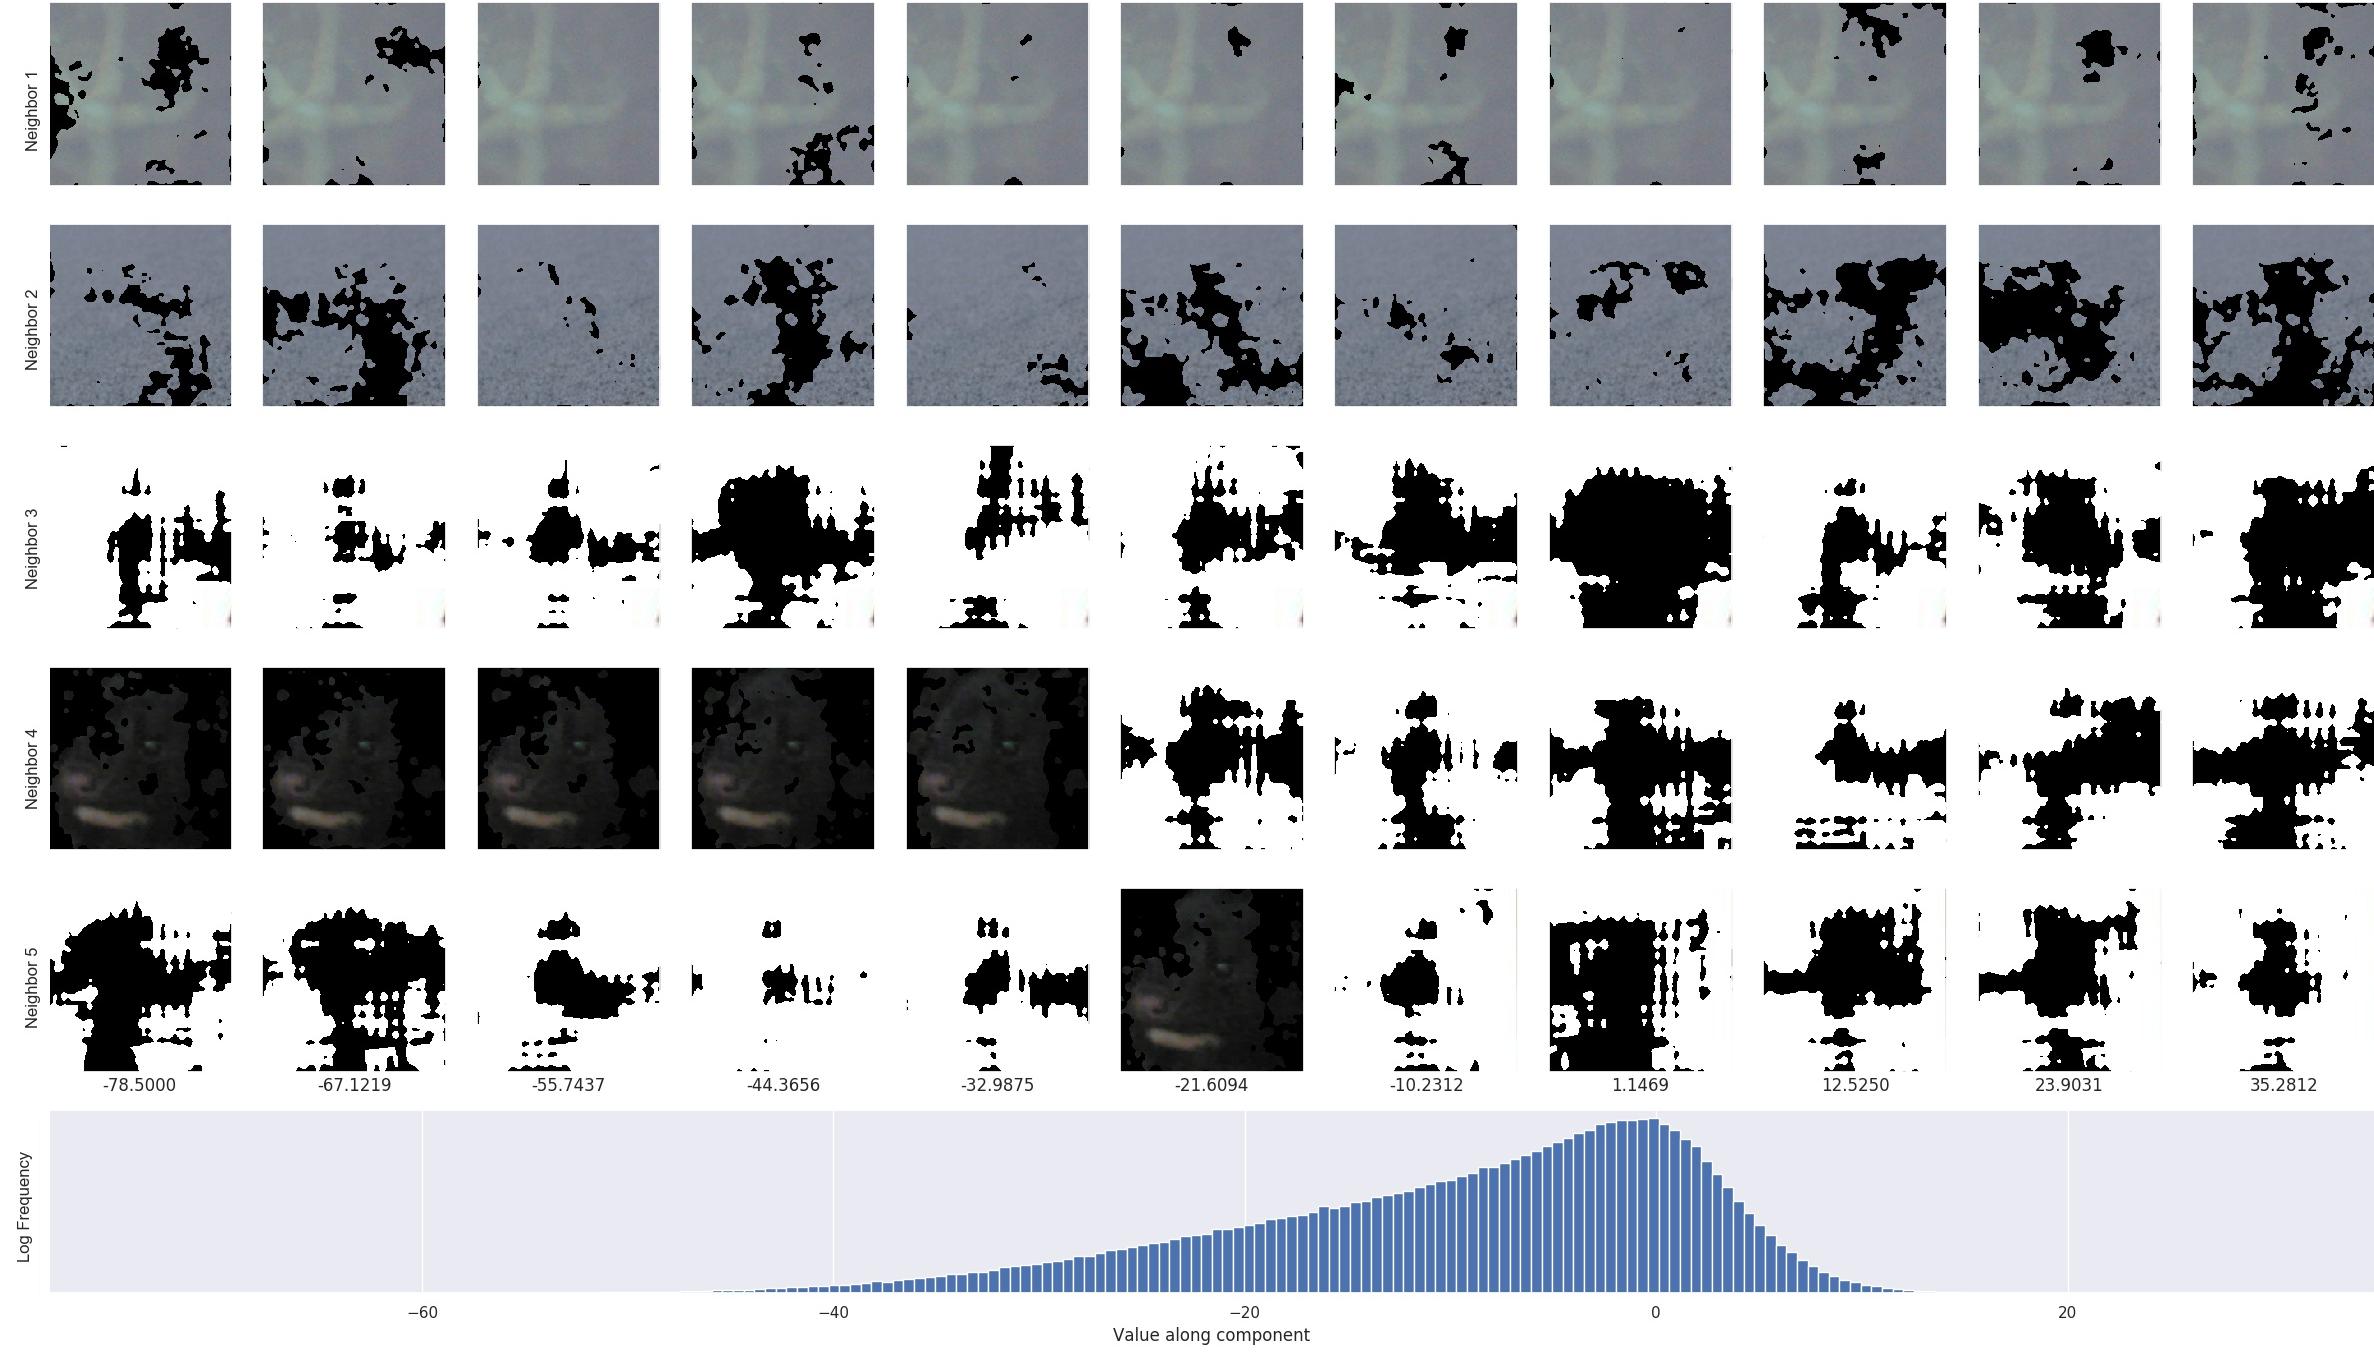 Neighbor 1
Neighbor 2
Neighbor 3
Neighbor 4
Neighbor 5
-78.5000 -67.1219 -55.7437 -44.3656 -32.9875 -21.6094 -10.2312 1.1469 12.5250 23.9031 35.2812
Log Frequency
−60 −40 −20 0 20
Value along component